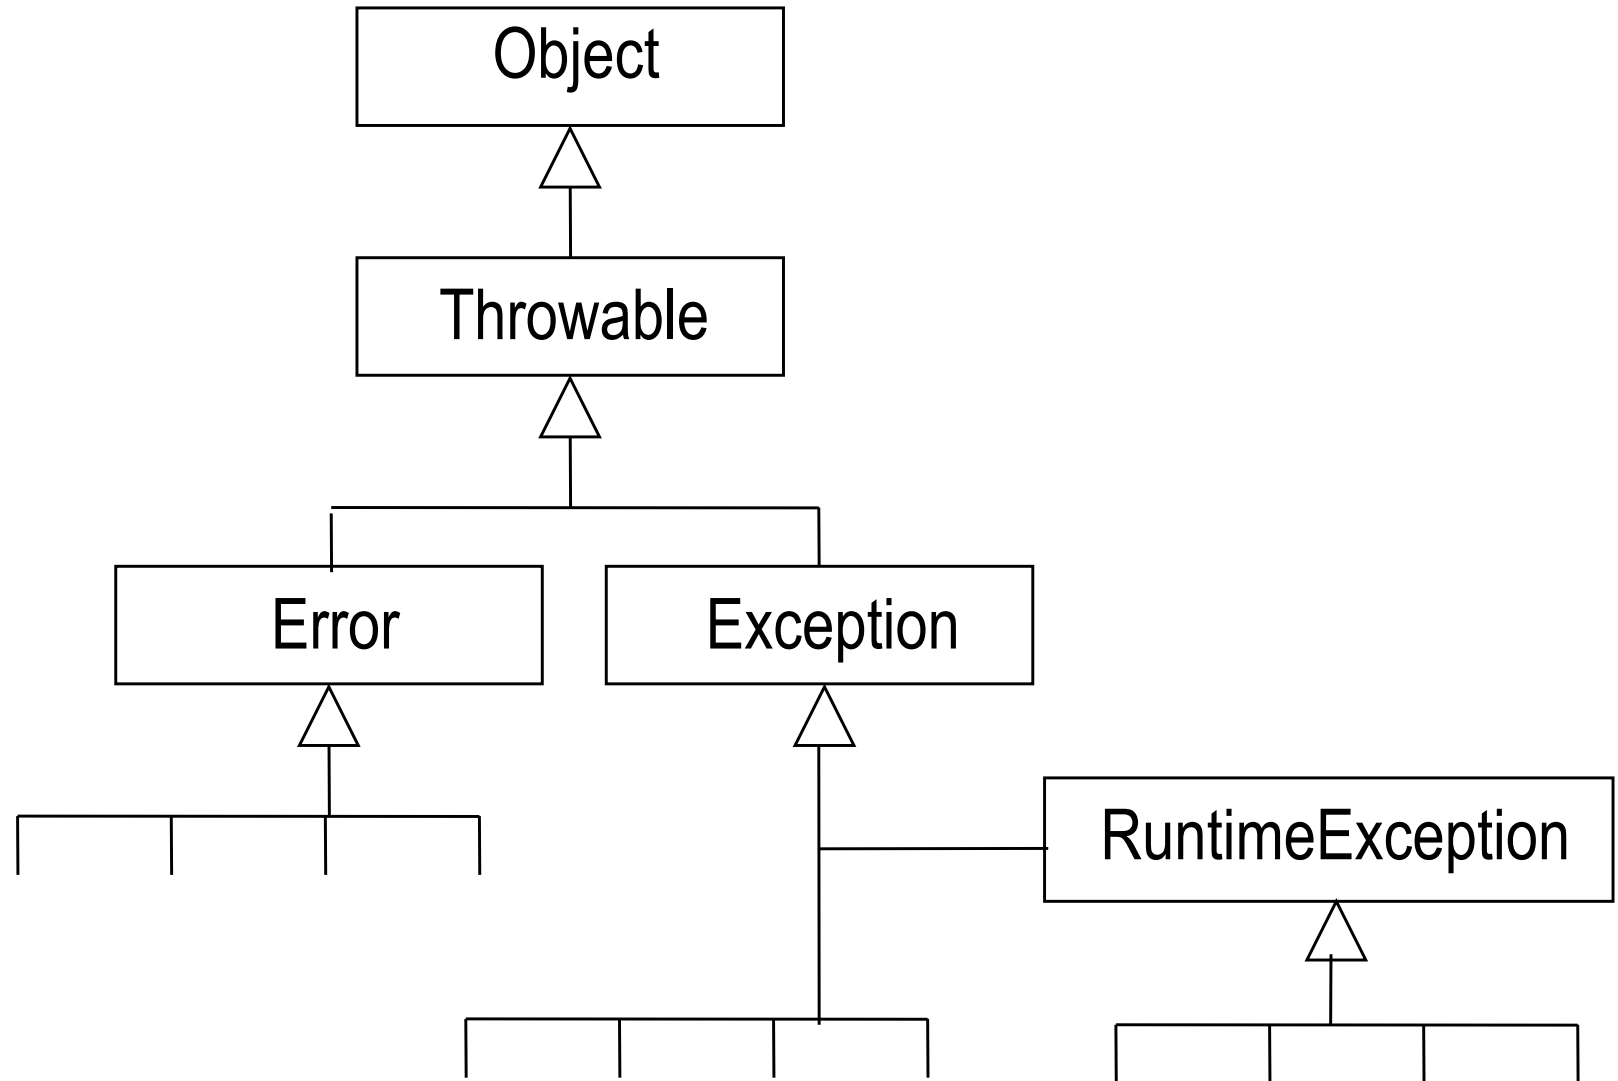 Object
Throwable
Error
Exception
RuntimeException